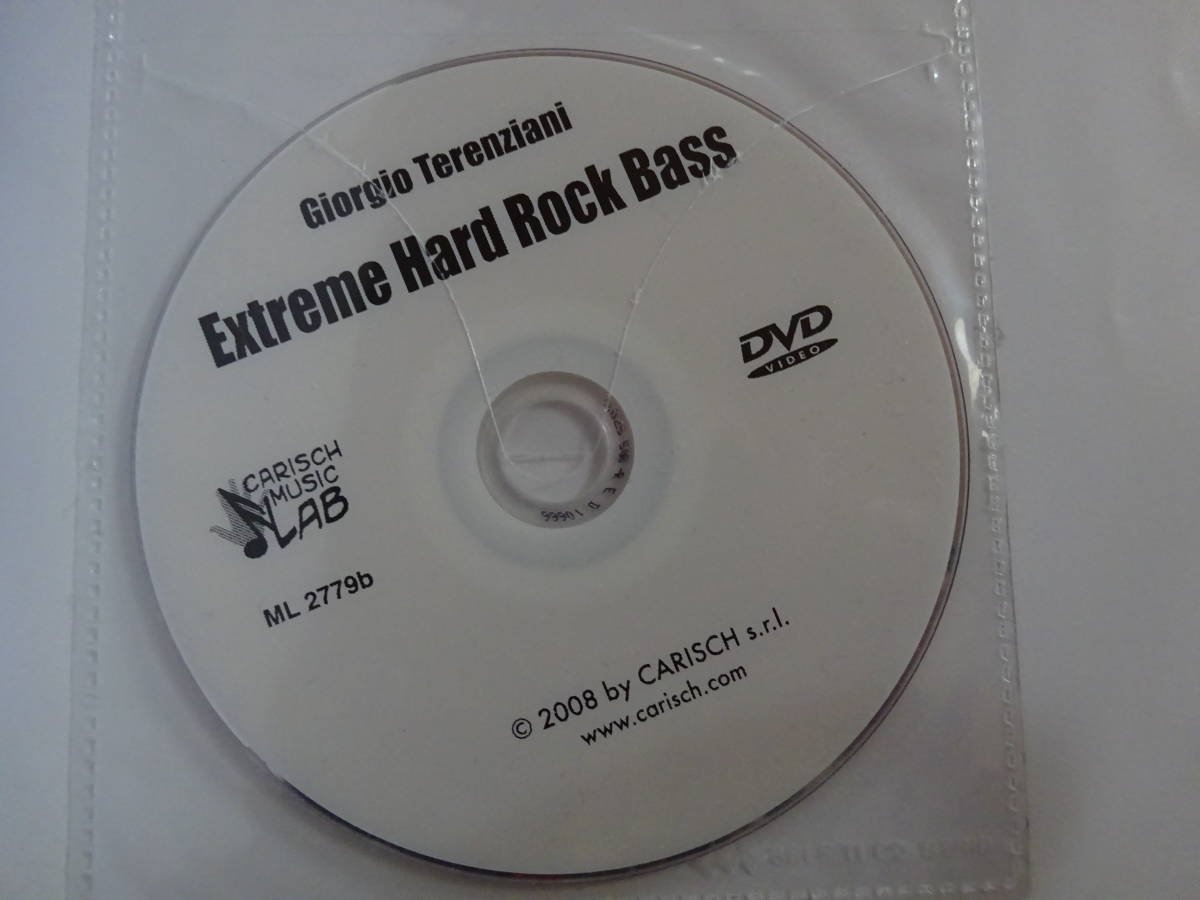 Giorgio Terenziani
Extreme Hard Rock Bass
DVD
VIDEO
CARISCH
MUSIC
LAB
ML 2779b
© 2008 by CARISCH s.r.l.
www.carisch.com